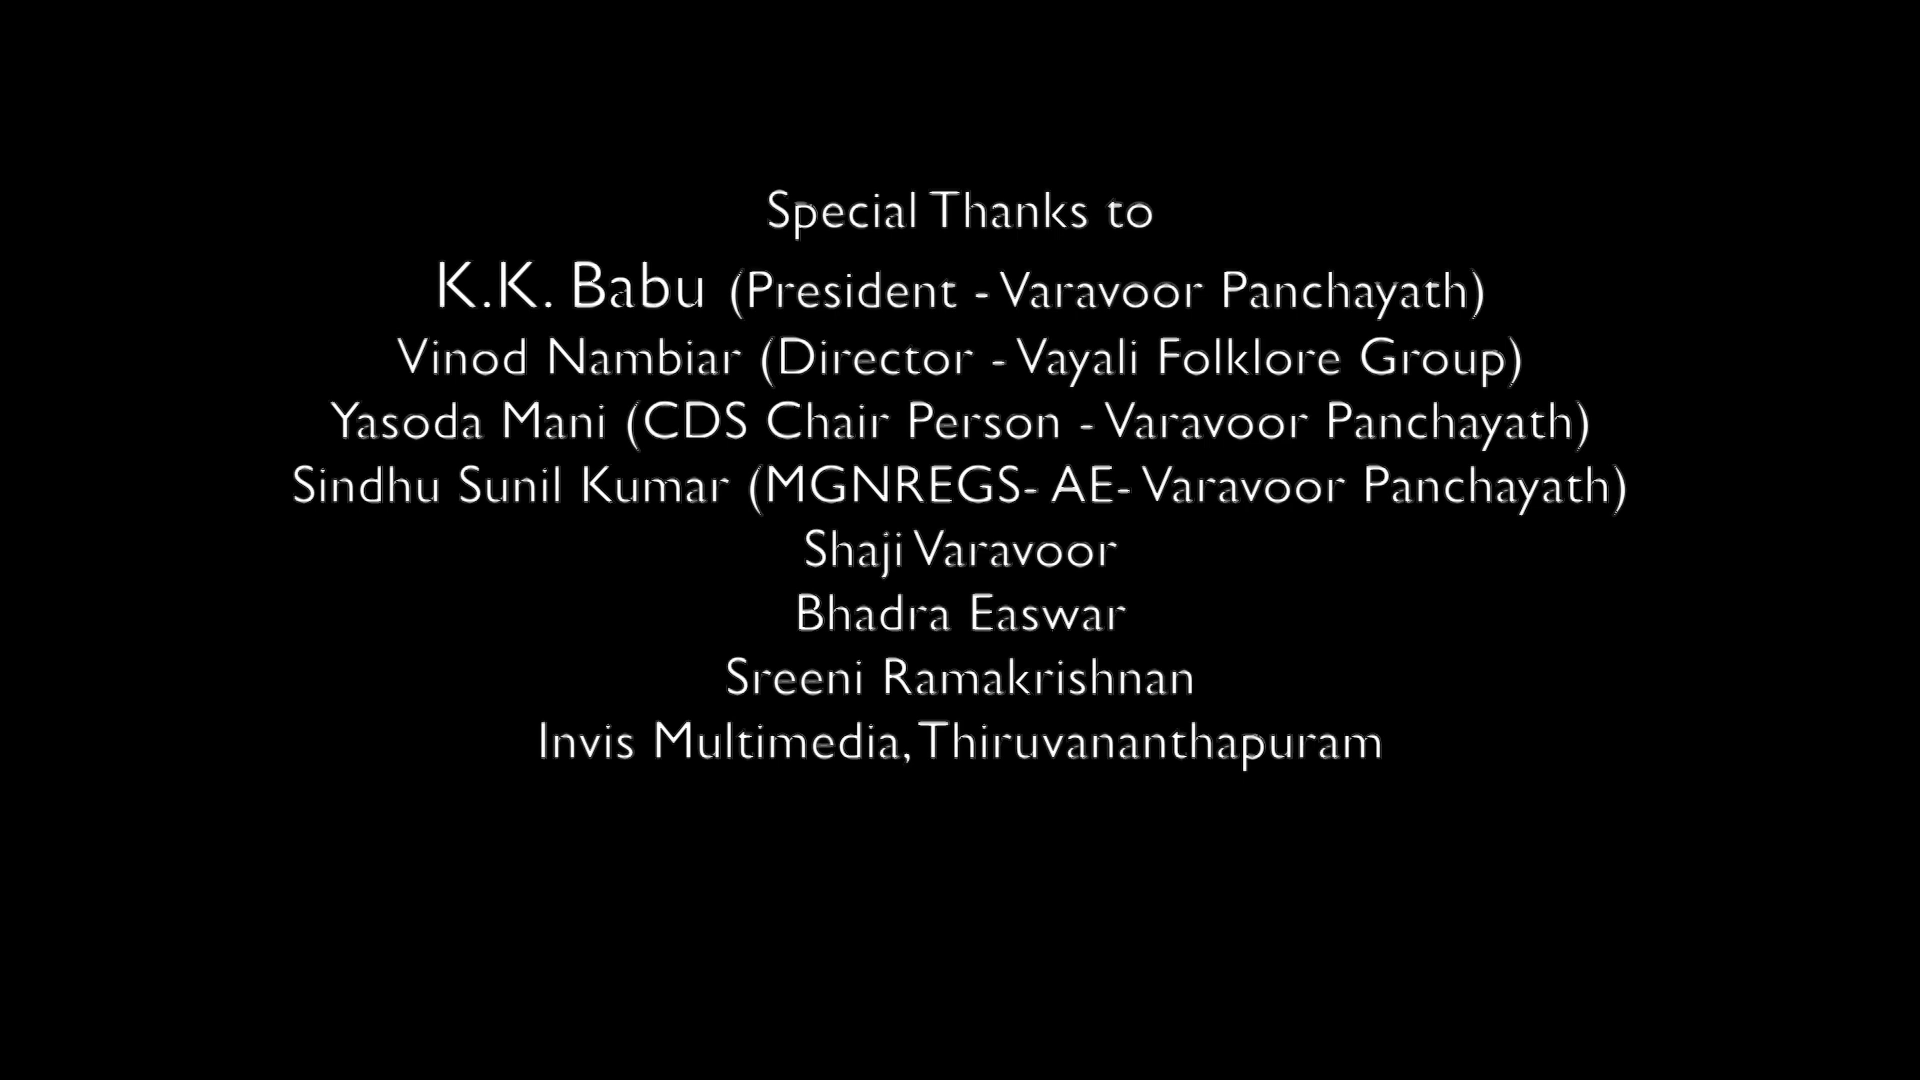 Special Thanks to
K.K. Babu (President - Varavoor Panchayath)
Vinod Nambiar (Director - Vayali Folklore Group)
Yasoda Mani (CDS Chair Person - Varavoor Panchayath)
Sindhu Sunil Kumar (MGNREGS- AE- Varavoor Panchayath)
Shaji Varavoor
Bhadra Easwar
Sreeni Ramakrishnan
Invis Multimedia, Thiruvananthapuram